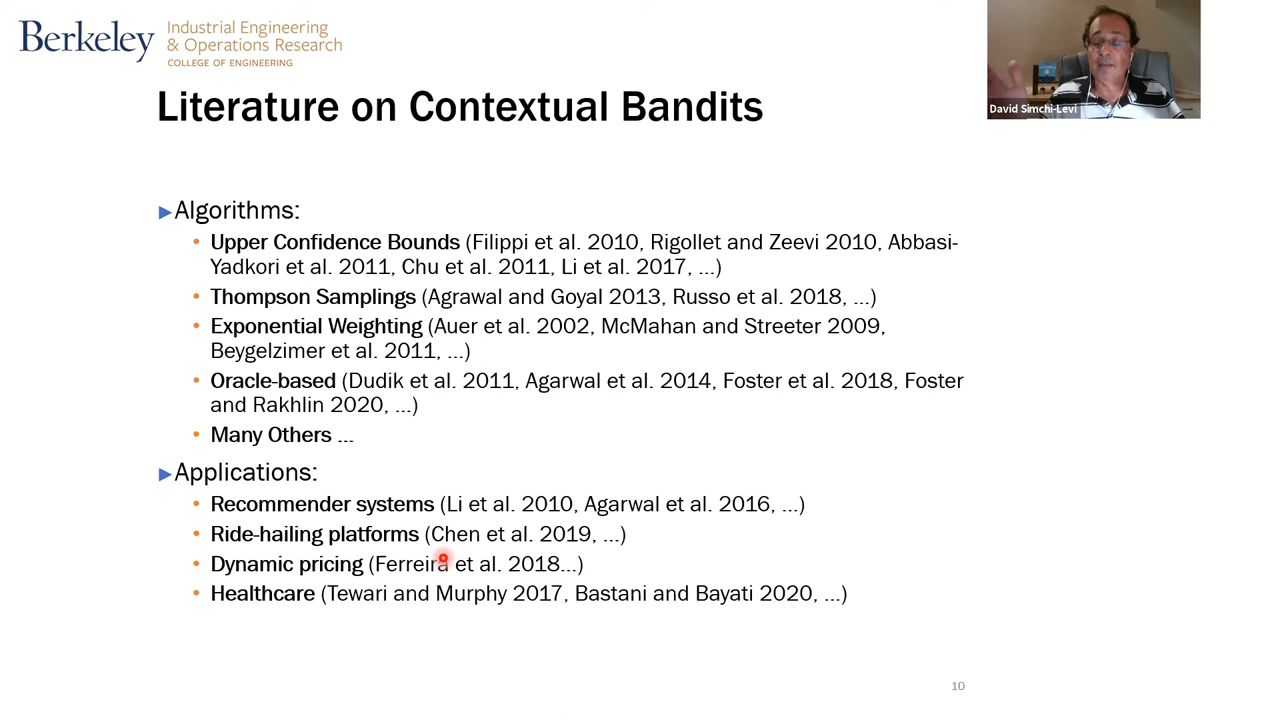 Berkeley
Industrial Engineering
& Operations Research
COLLEGE OF ENGINEERING
David Simchi-Levi
Literature on Contextual Bandits
►Algorithms:
• Upper Confidence Bounds (Filippi et al. 2010, Rigollet and Zeevi 2010, Abbasi-
Yadkori et al. 2011, Chu et al. 2011, Li et al. 2017, …)
• Thompson Samplings (Agrawal and Goyal 2013, Russo et al. 2018, …)
• Exponential Weighting (Auer et al. 2002, McMahan and Streeter 2009,
Beygelzimer et al. 2011, …)
• Oracle-based (Dudik et al. 2011, Agarwal et al. 2014, Foster et al. 2018, Foster
and Rakhlin 2020, …)
• Many Others …
►Applications:
• Recommender systems (Li et al. 2010, Agarwal et al. 2016, …)
• Ride-hailing platforms (Chen et al. 2019, …)
• Dynamic pricing (Ferreira et al. 2018…)
• Healthcare (Tewari and Murphy 2017, Bastani and Bayati 2020, …)
10